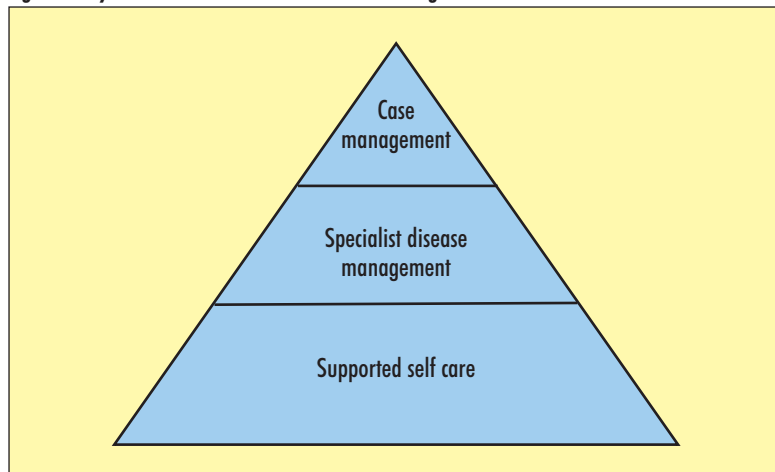 Case
management
Specialist disease
management
Supported self care